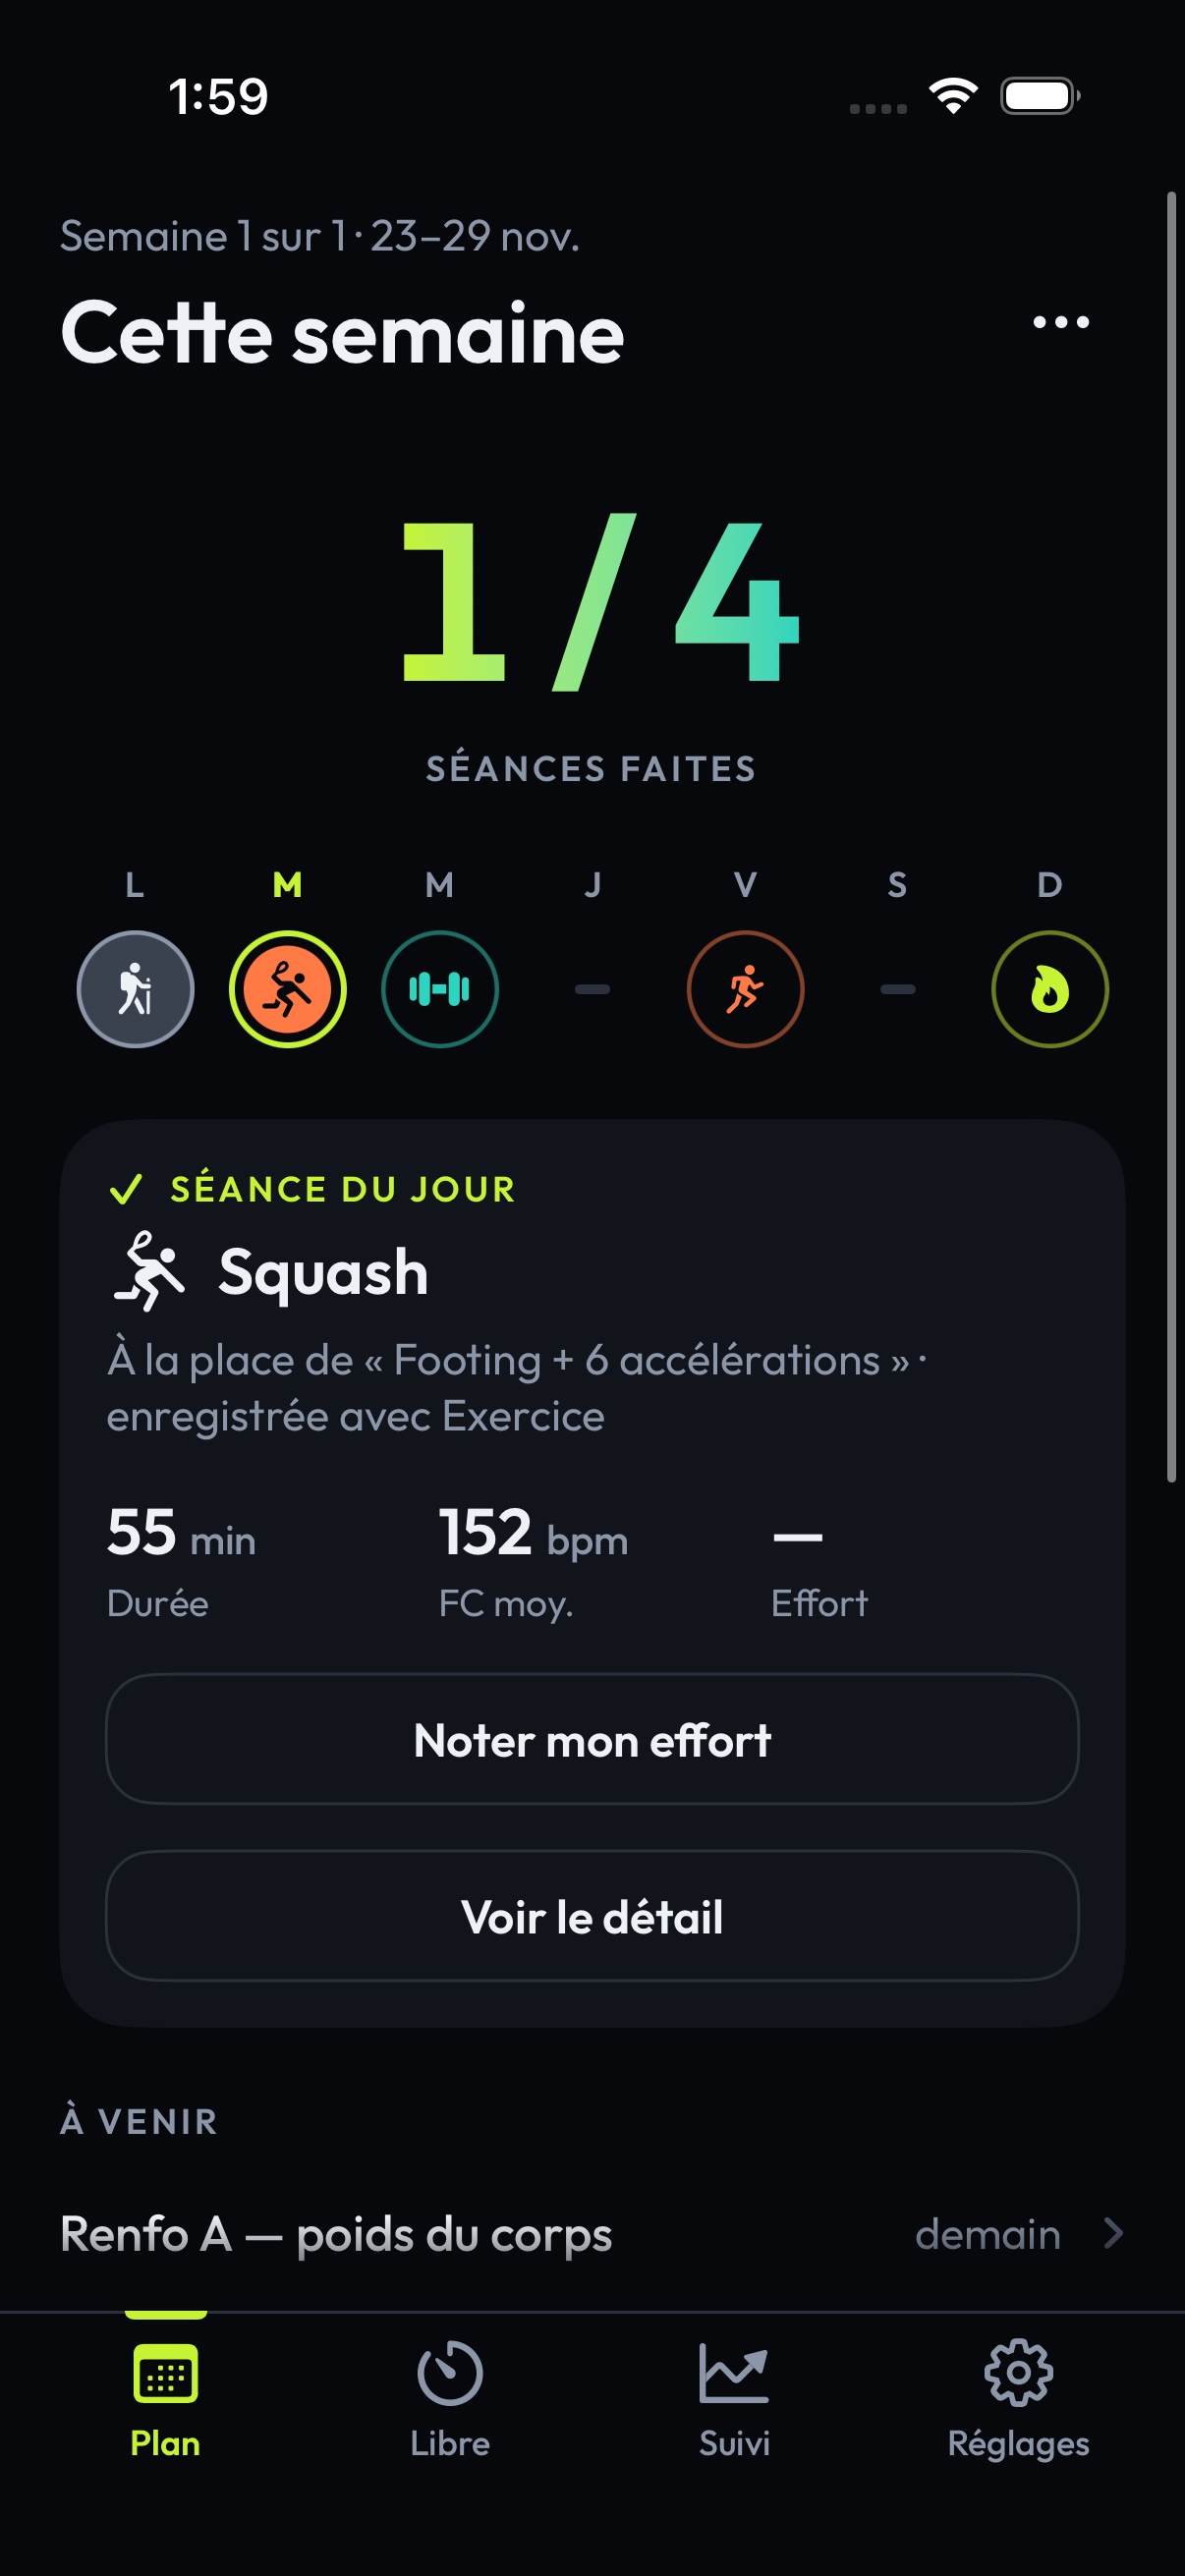 1:59
Semaine 1 sur 1 · 23–29 nov.
Cette semaine
1/4
SÉANCES FAITES
L M M J V S D
SÉANCE DU JOUR
Squash
À la place de « Footing + 6 accélérations » ·
enregistrée avec Exercice
55 min 152 bpm —
Durée FC moy. Effort
Noter mon effort
Voir le détail
À VENIR
Renfo A — poids du corps demain
Plan Libre Suivi Réglages